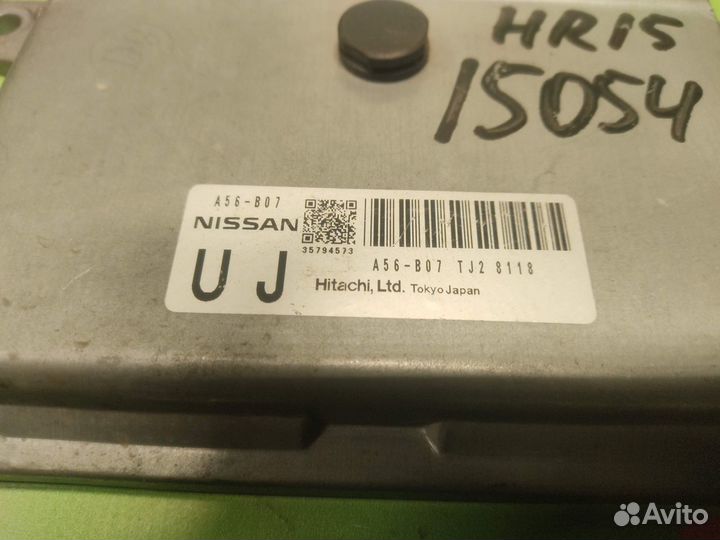 HR15
15054
A56-B07
NISSAN
35794573
A56-B07 TJ2 8118
UJ
Hitachi, Ltd. Tokyo Japan
Avito